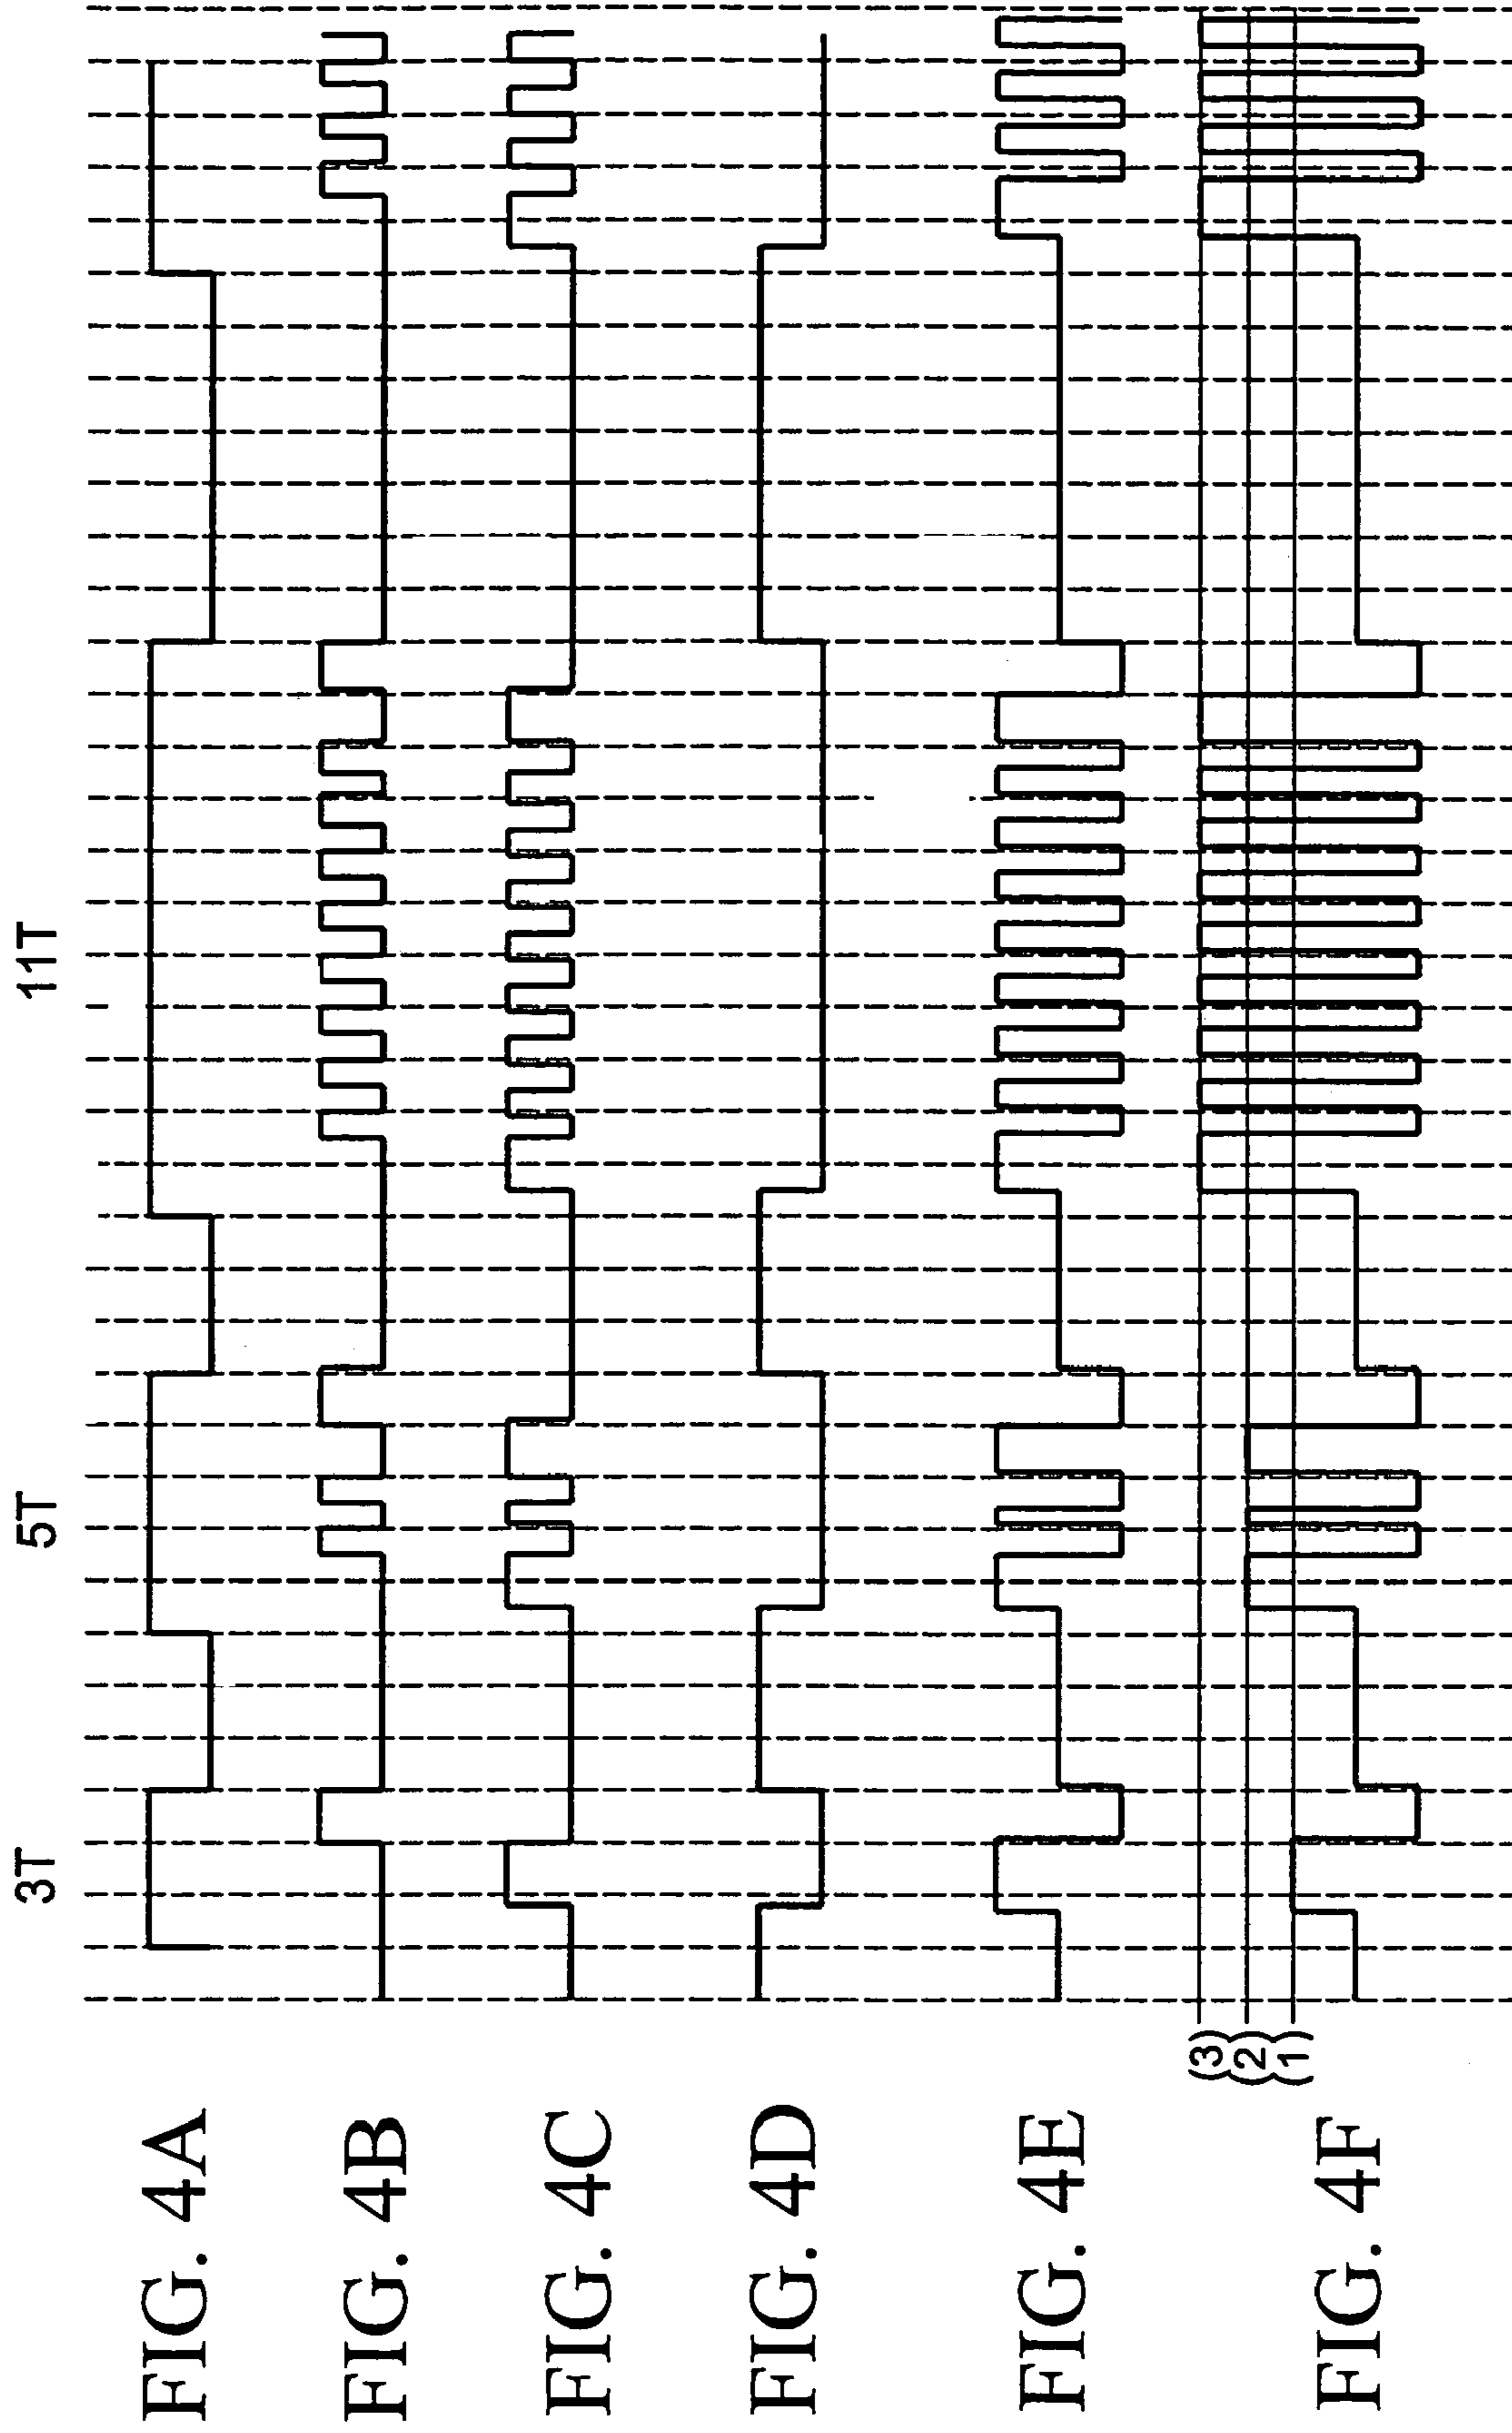 3T 5T 11T
FIG. 4A
FIG. 4B
FIG. 4C
FIG. 4D
FIG. 4E
(3)
(2)
(1)
FIG. 4F